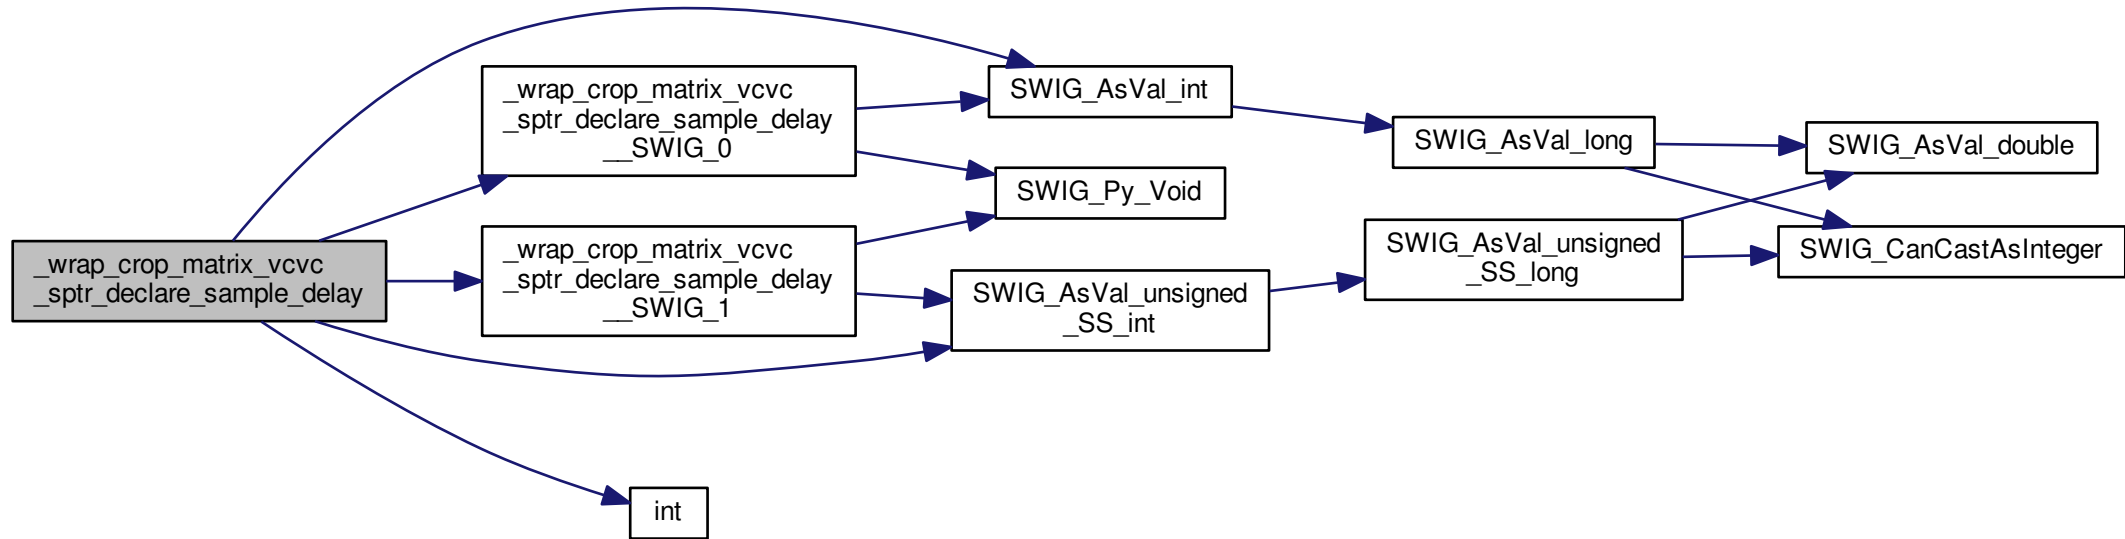 _wrap_crop_matrix_vcvc
_sptr_declare_sample_delay
_wrap_crop_matrix_vcvc
_sptr_declare_sample_delay
__SWIG_0
_wrap_crop_matrix_vcvc
_sptr_declare_sample_delay
__SWIG_1
int
SWIG_AsVal_int
SWIG_Py_Void
SWIG_AsVal_unsigned
_SS_int
SWIG_AsVal_long
SWIG_AsVal_unsigned
_SS_long
SWIG_AsVal_double
SWIG_CanCastAsInteger